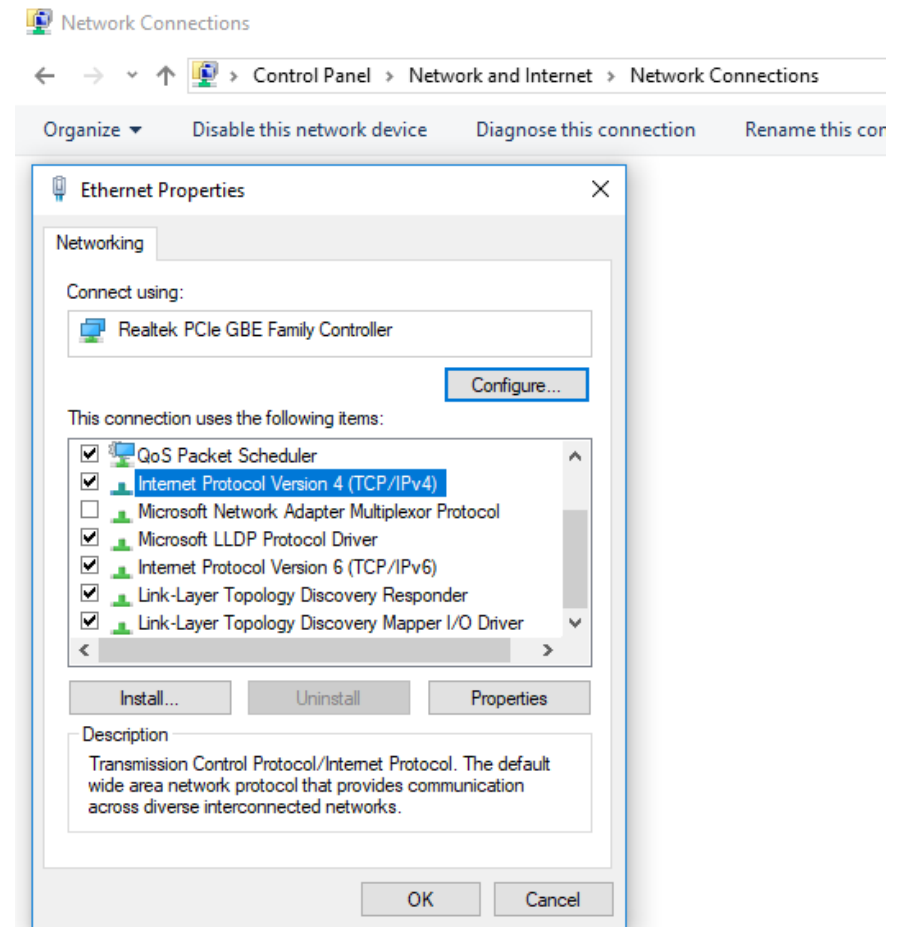 Network Connections
Control Panel > Network and Internet > Network Connections
Organize Disable this network device Diagnose this connection Rename this cor
Ethernet Properties
Networking
Connect using:
Realtek PCIe GBE Family Controller
Configure...
This connection uses the following items:
QoS Packet Scheduler
Internet Protocol Version 4 (TCP/IPv4)
Microsoft Network Adapter Multiplexor Protocol
Microsoft LLDP Protocol Driver
Internet Protocol Version 6 (TCP/IPv6)
Link-Layer Topology Discovery Responder
Link-Layer Topology Discovery Mapper I/O Driver
Install... Uninstall Properties
Description
Transmission Control Protocol/Internet Protocol. The default
wide area network protocol that provides communication
across diverse interconnected networks.
OK Cancel